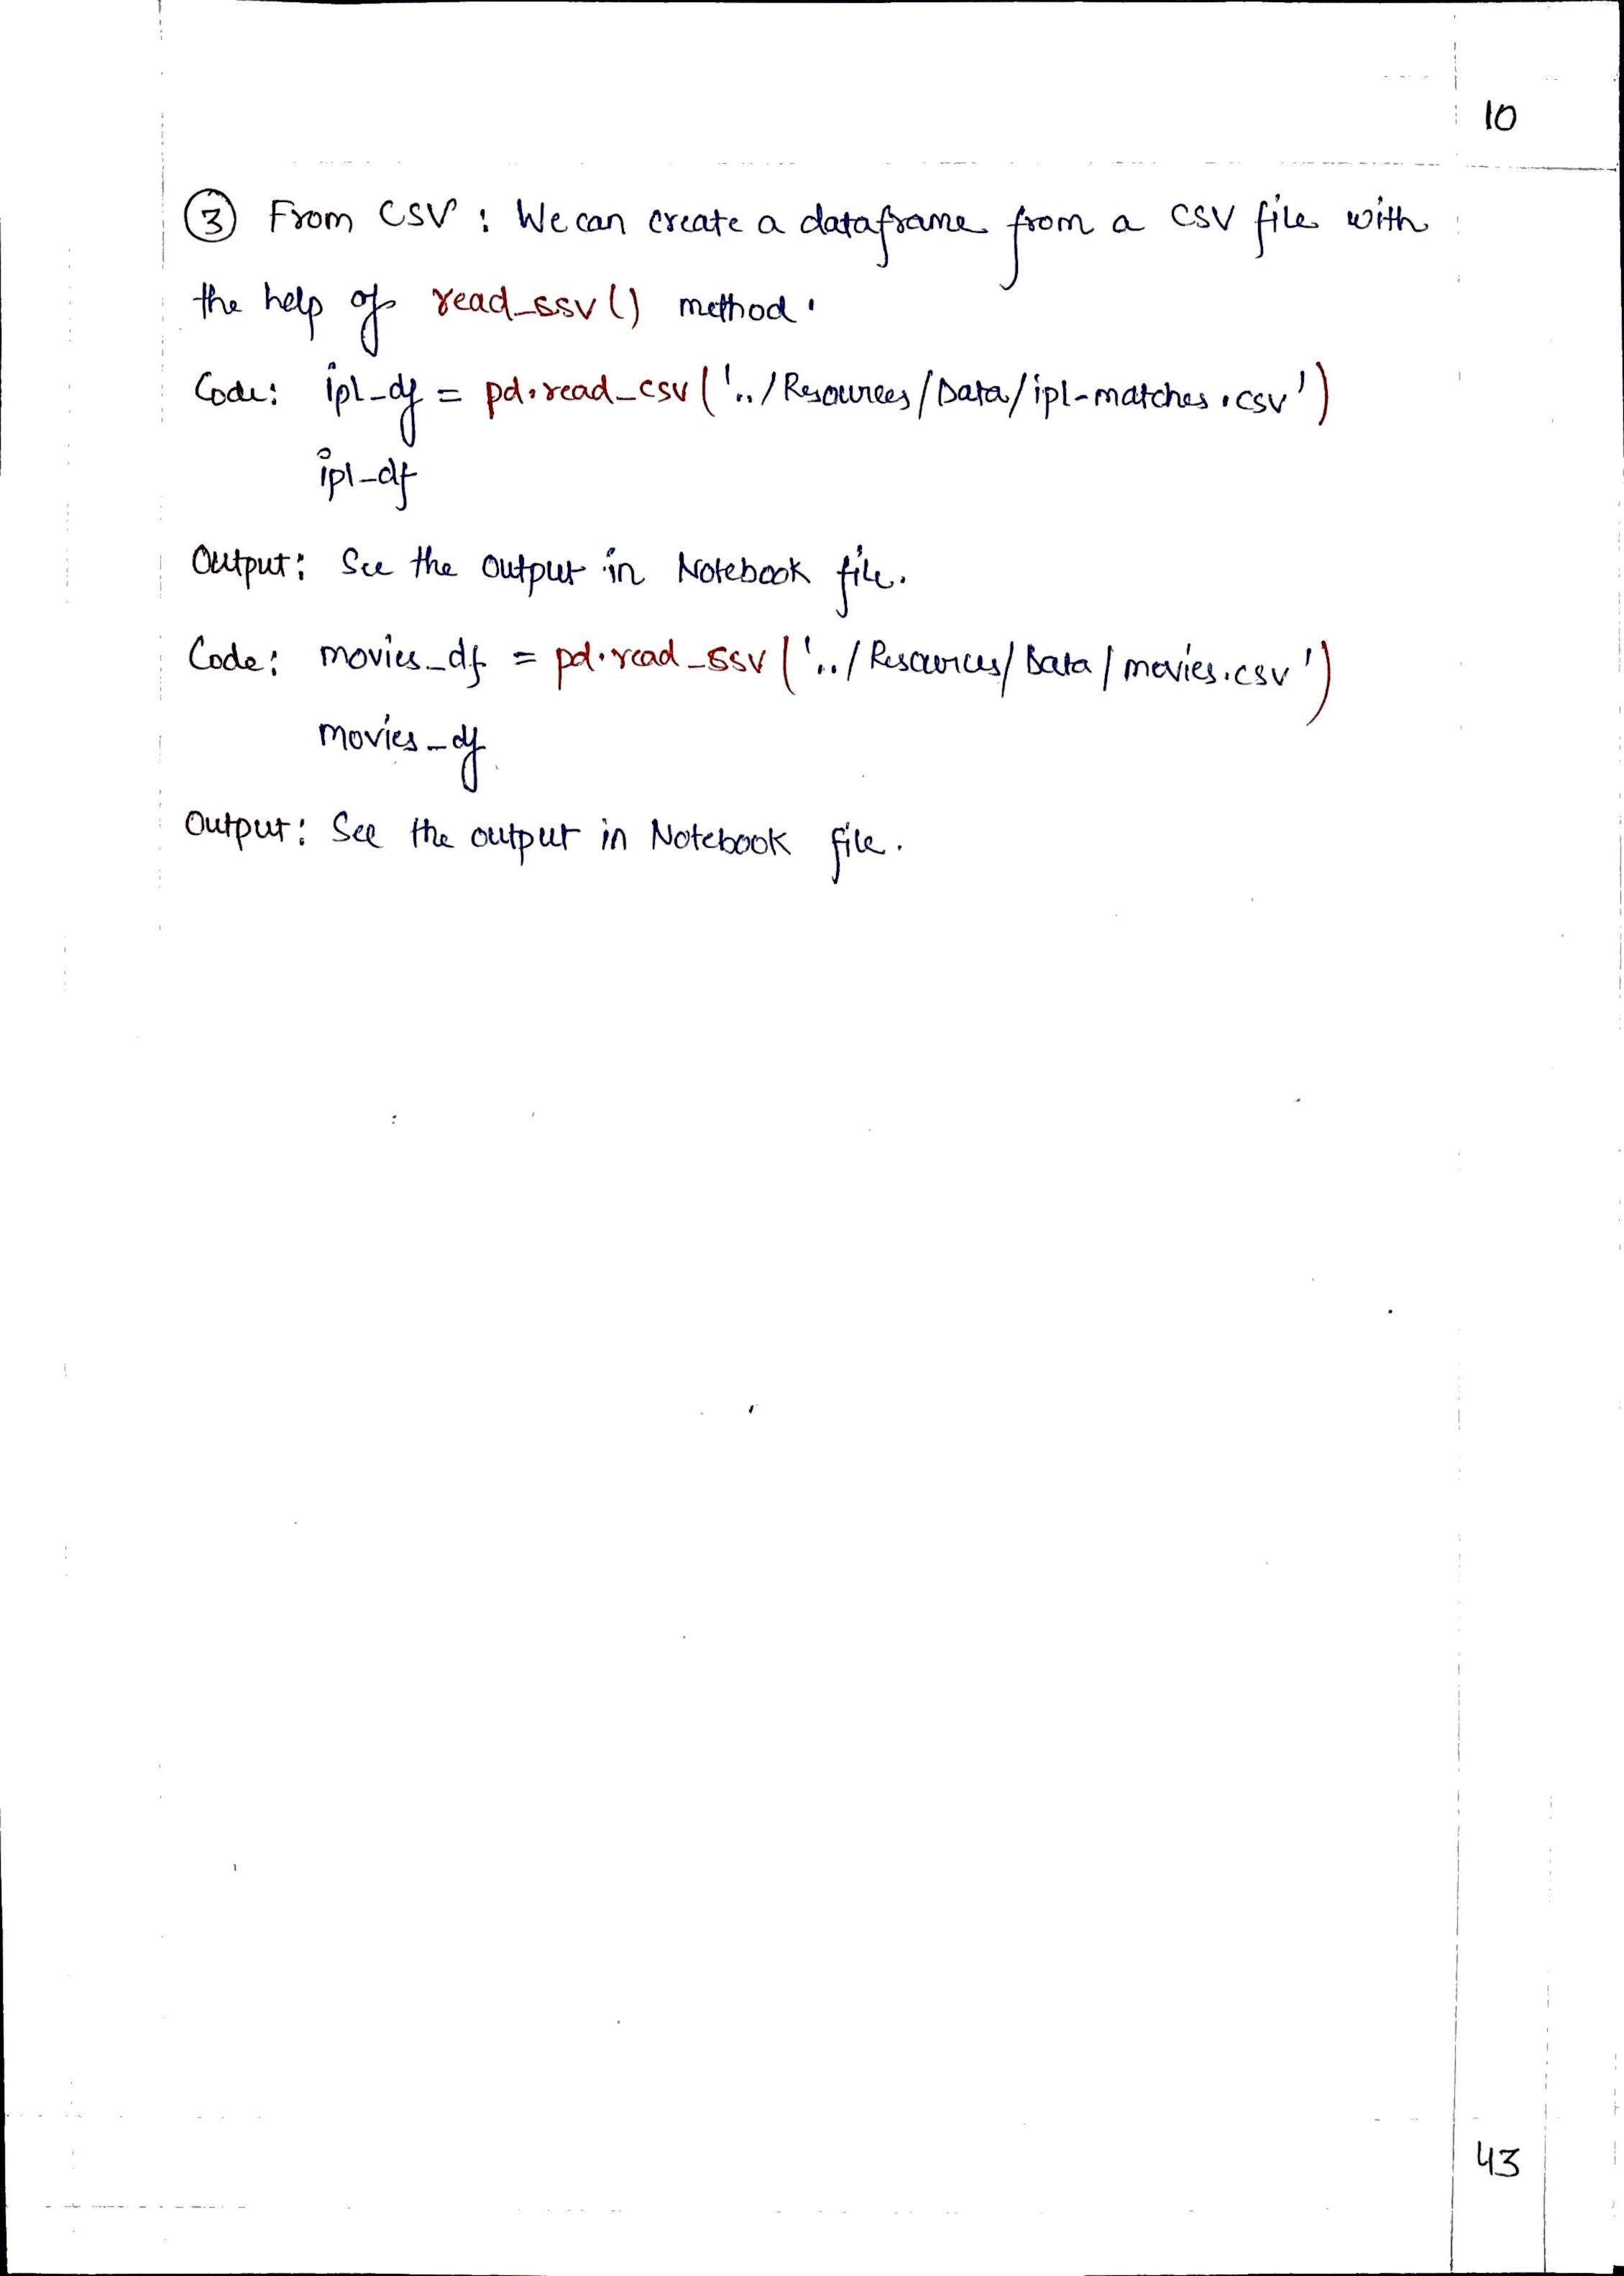 10
③ From CSV : We can create a dataframe from a CSV file with
the help of read_ssv() method.
Code: ipl_df = pd.read_csv('../Resources/Data/ipl-matches.csv')
ipl_df
Output: See the output in Notebook file.
Code: movies_df = pd.read_ssv('../Resources/Data/movies.csv')
movies_df
Output: See the output in Notebook file.
43